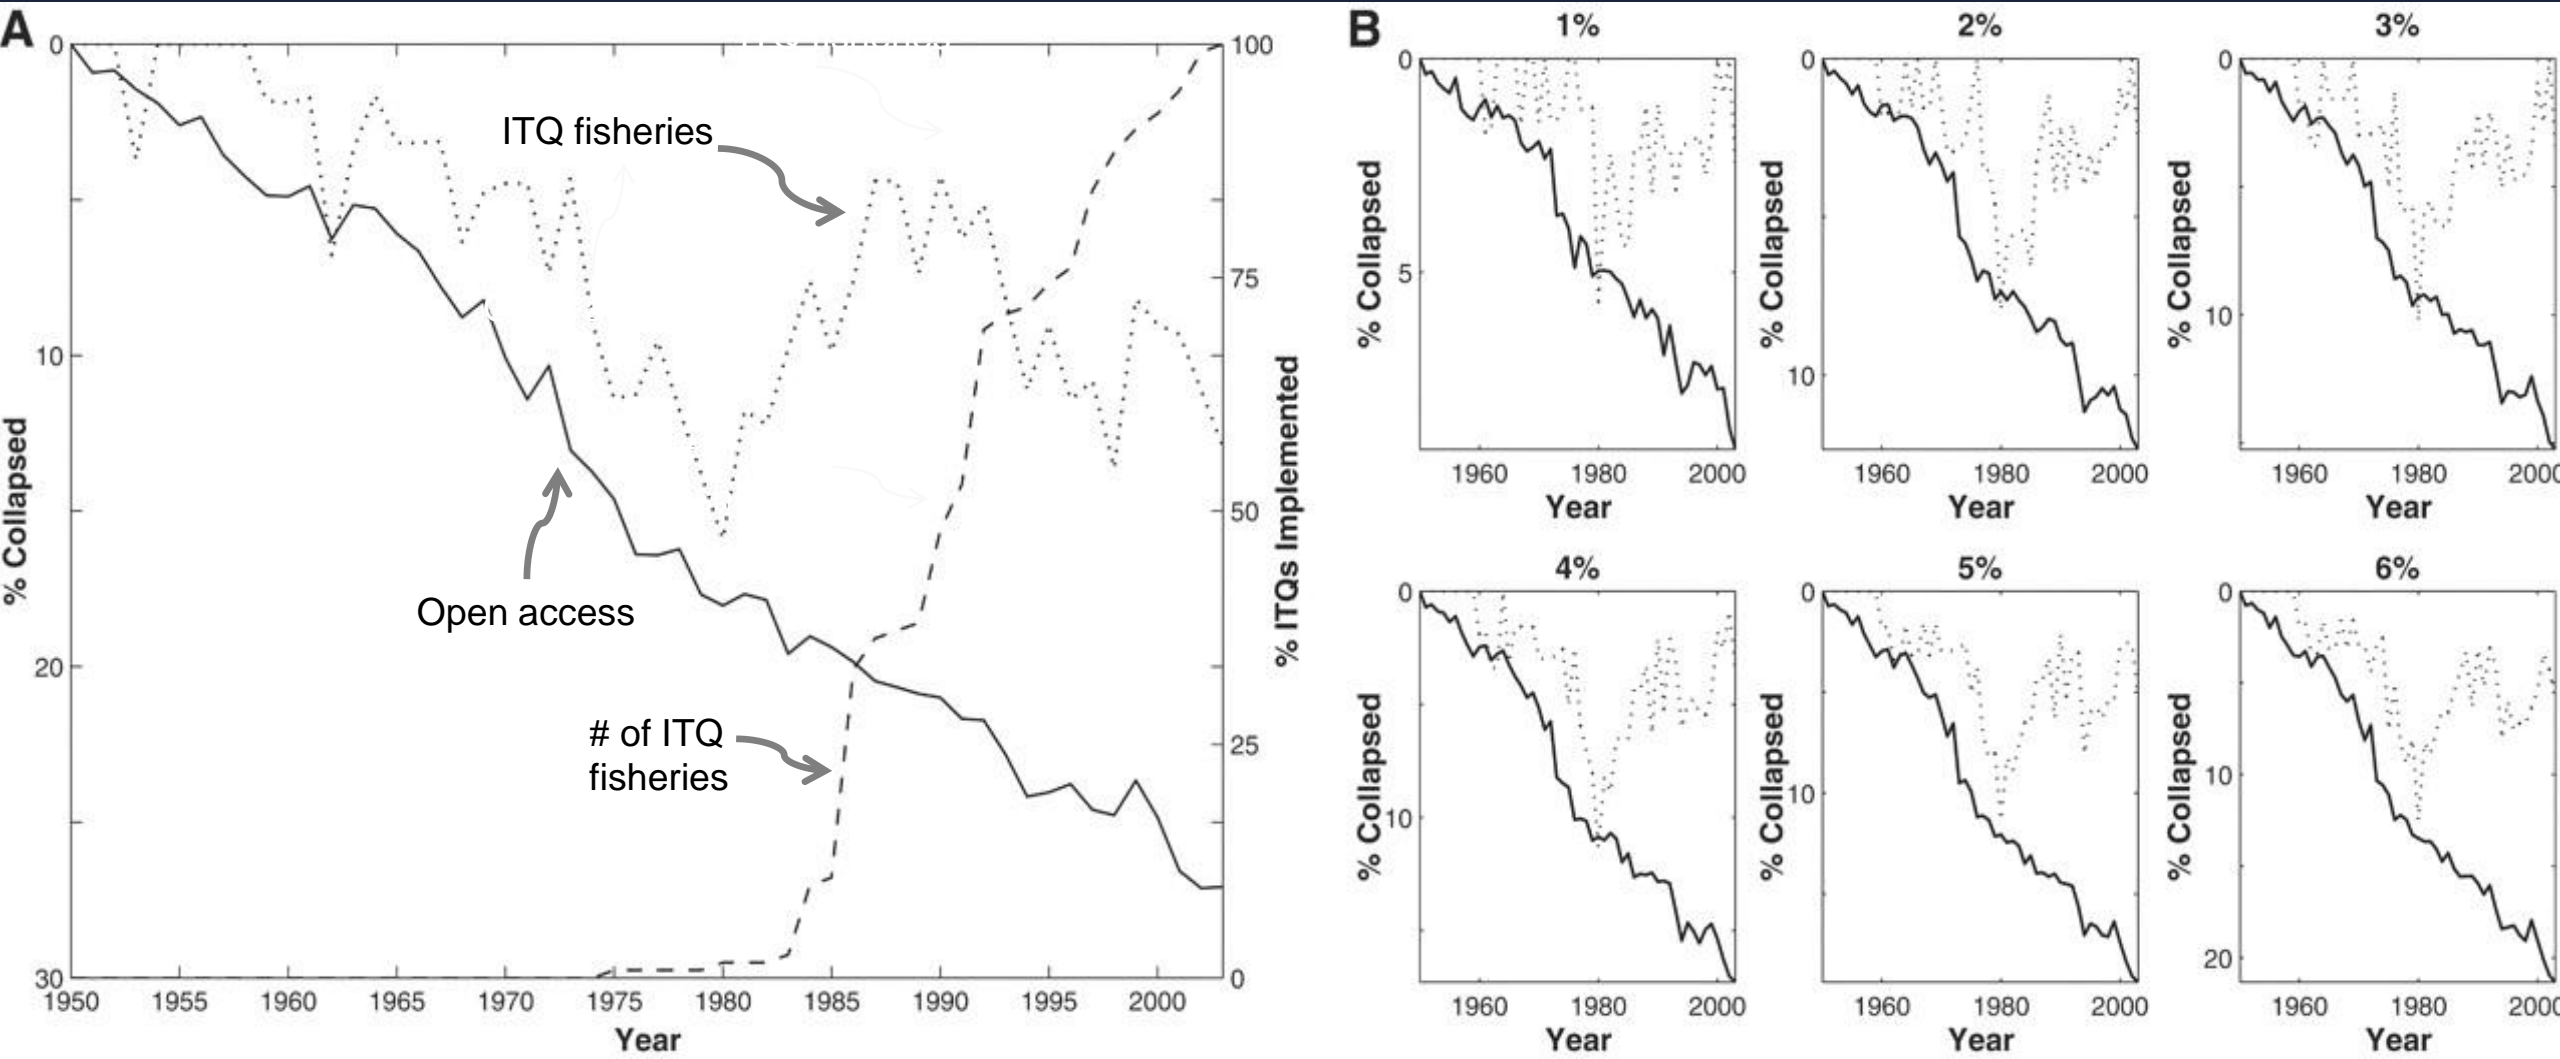 A
0
10
20
30
% Collapsed
1950 1955 1960 1965 1970 1975 1980 1985 1990 1995 2000
Year
100
75
50
25
0
% ITQs Implemented
ITQ fisheries
Open access
# of ITQ
fisheries
B
1%
0
5
% Collapsed
1960 1980 2000
Year
2%
0
10
% Collapsed
1960 1980 2000
Year
3%
0
10
% Collapsed
1960 1980 2000
Year
4%
0
10
% Collapsed
1960 1980 2000
Year
5%
0
10
% Collapsed
1960 1980 2000
Year
6%
0
10
20
% Collapsed
1960 1980 2000
Year